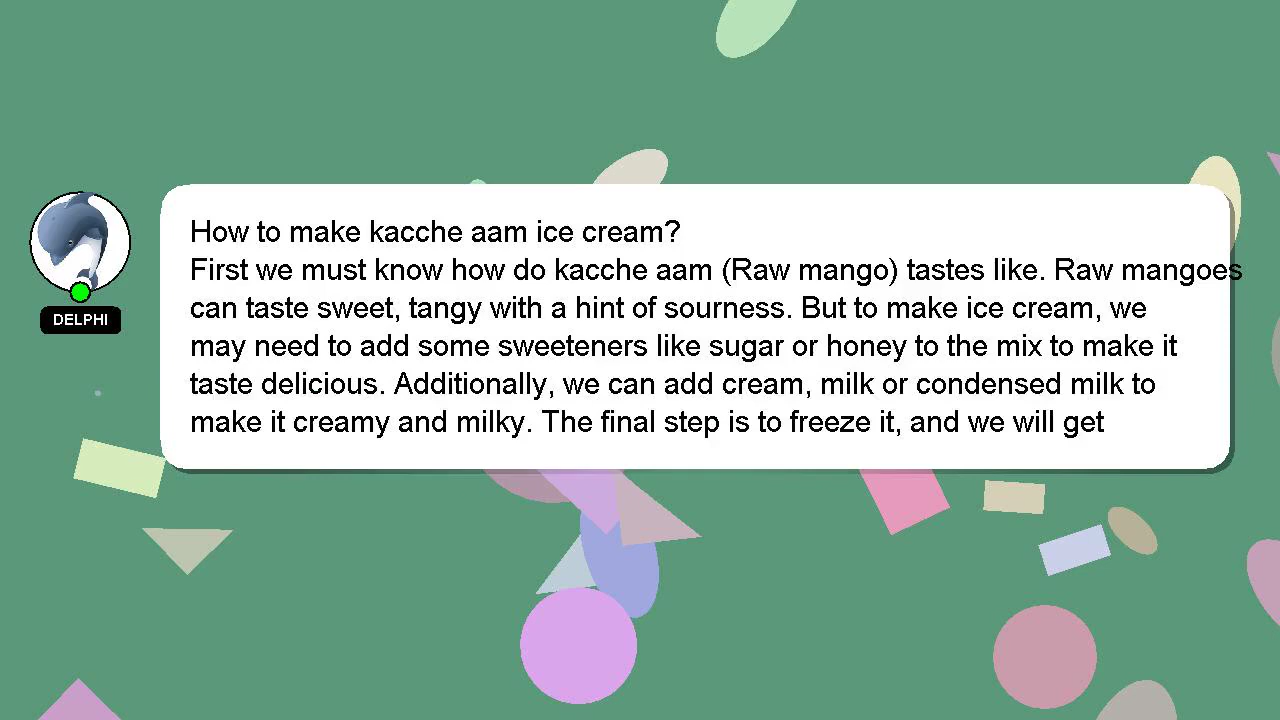 How to make kacche aam ice cream?
First we must know how do kacche aam (Raw mango) tastes like. Raw mangoes
can taste sweet, tangy with a hint of sourness. But to make ice cream, we
may need to add some sweeteners like sugar or honey to the mix to make it
taste delicious. Additionally, we can add cream, milk or condensed milk to
make it creamy and milky. The final step is to freeze it, and we will get
DELPHI